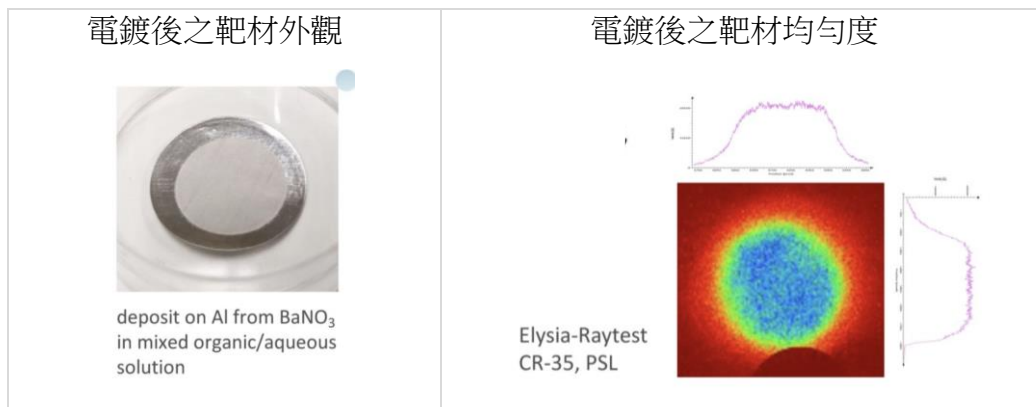 電鍍後之靶材外觀
電鍍後之靶材均勻度
deposit on Al from BaNO₃
in mixed organic/aqueous
solution
Elysia-Raytest
CR-35, PSL